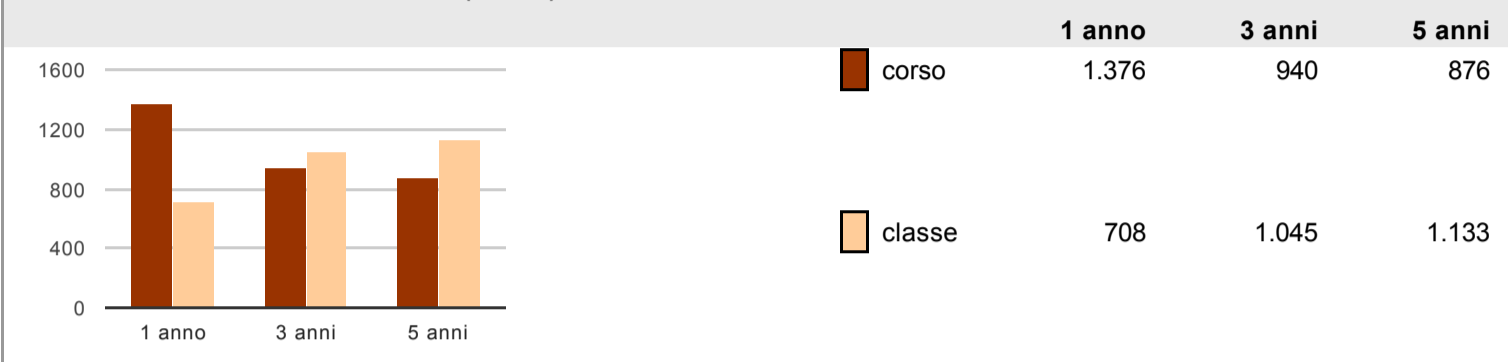 1 anno 3 anni 5 anni
corso 1.376 940 876
classe 708 1.045 1.133
1600
1200
800
400
0
1 anno 3 anni 5 anni